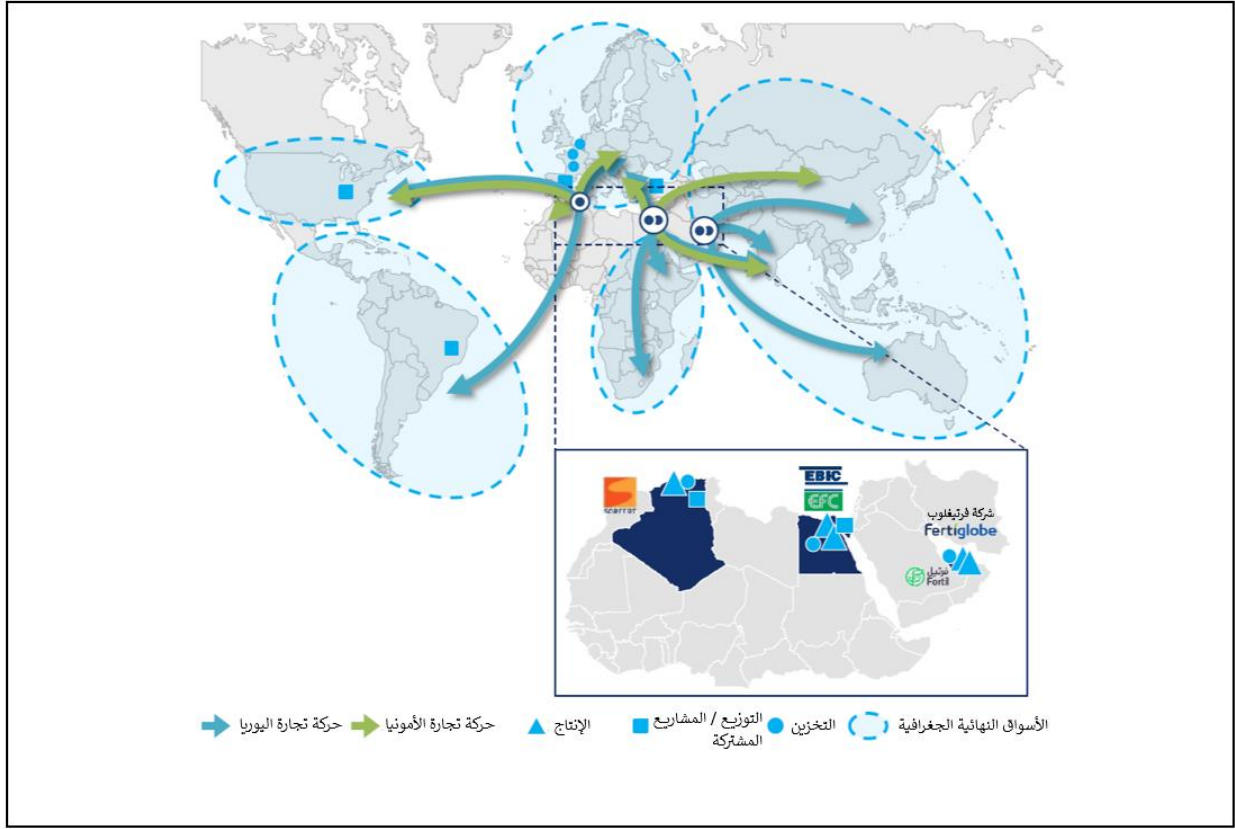 EBIC
EFC
شركة فرتيغلوب
Fertiglobe
فرتيل
Fertil
الأسواق النهائية الجغرافية
التخزين
التوزيع / المشاريع
المشتركة
الإنتاج
حركة تجارة الأمونيا
حركة تجارة اليوريا